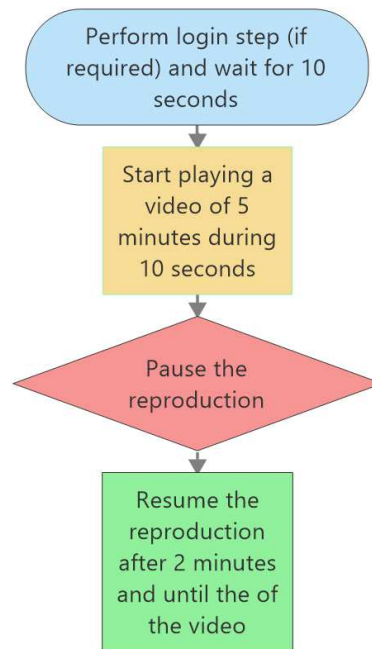 Perform login step (if
required) and wait for 10
seconds
Start playing a
video of 5
minutes during
10 seconds
Pause the
reproduction
Resume the
reproduction
after 2 minutes
and until the of
the video